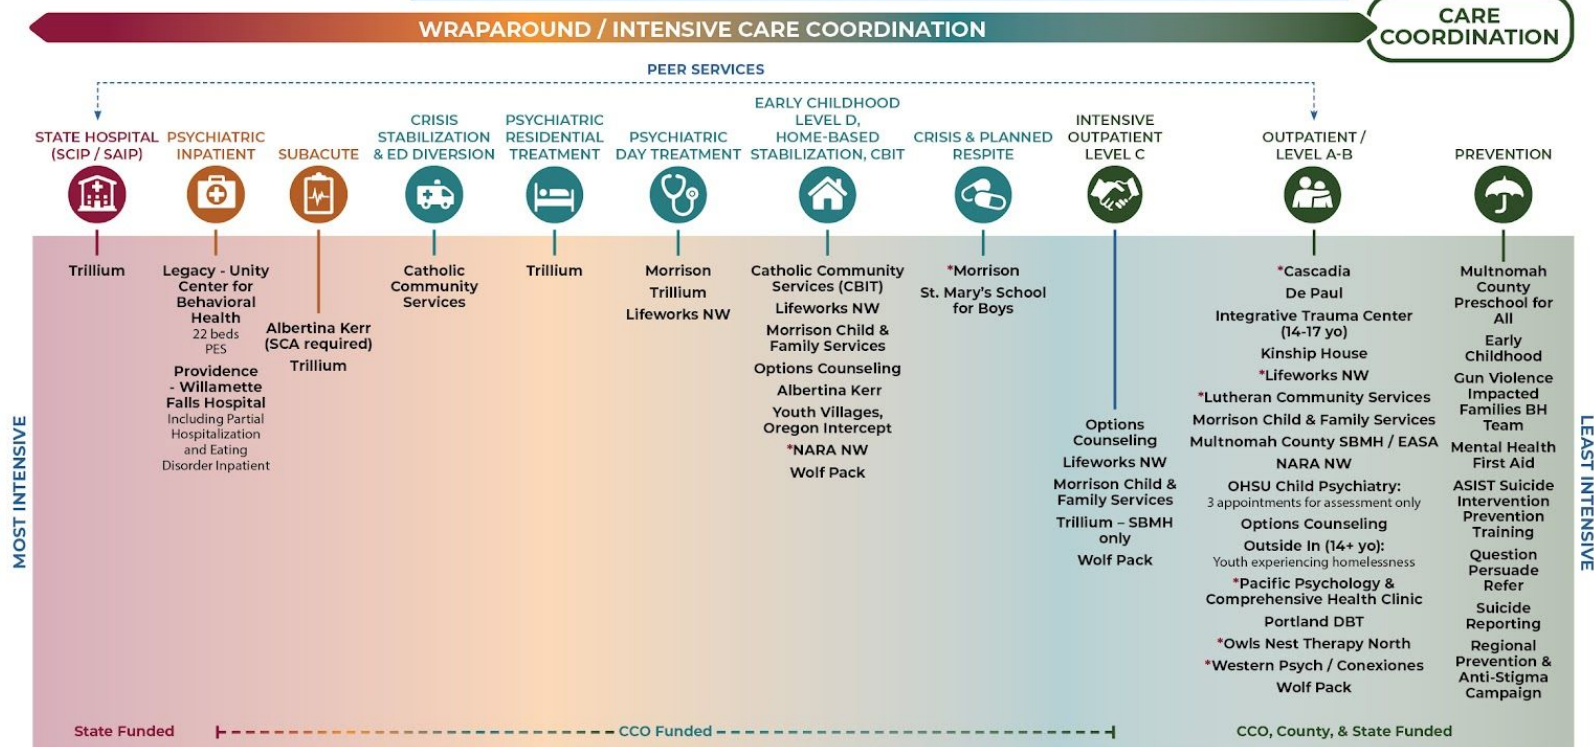 WRAPAROUND / INTENSIVE CARE COORDINATION
CARE
COORDINATION
PEER SERVICES
STATE HOSPITAL
(SCIP / SAIP)
PSYCHIATRIC
INPATIENT
SUBACUTE
CRISIS
STABILIZATION
& ED DIVERSION
PSYCHIATRIC
RESIDENTIAL
TREATMENT
PSYCHIATRIC
DAY TREATMENT
EARLY CHILDHOOD
LEVEL D,
HOME-BASED
STABILIZATION, CBIT
CRISIS & PLANNED
RESPITE
INTENSIVE
OUTPATIENT
LEVEL C
OUTPATIENT /
LEVEL A-B
PREVENTION
MOST INTENSIVE
Trillium
Legacy - Unity
Center for
Behavioral
Health
22 beds
PES
Providence
- Willamette
Falls Hospital
Including Partial
Hospitalization
and Eating
Disorder Inpatient
Albertina Kerr
(SCA required)
Trillium
Catholic
Community
Services
Trillium
Morrison
Trillium
Lifeworks NW
Catholic Community
Services (CBIT)
Lifeworks NW
Morrison Child &
Family Services
Options Counseling
Albertina Kerr
Youth Villages,
Oregon Intercept
*NARA NW
Wolf Pack
*Morrison
St. Mary's School
for Boys
Options
Counseling
Lifeworks NW
Morrison Child &
Family Services
Trillium – SBMH
only
Wolf Pack
*Cascadia
De Paul
Integrative Trauma Center
(14-17 yo)
Kinship House
*Lifeworks NW
*Lutheran Community Services
Morrison Child & Family Services
Multnomah County SBMH / EASA
NARA NW
OHSU Child Psychiatry:
3 appointments for assessment only
Options Counseling
Outside In (14+ yo):
Youth experiencing homelessness
*Pacific Psychology &
Comprehensive Health Clinic
Portland DBT
*Owls Nest Therapy North
*Western Psych / Conexiones
Wolf Pack
Multnomah
County
Preschool for
All
Early
Childhood
Gun Violence
Impacted
Families BH
Team
Mental Health
First Aid
ASIST Suicide
Intervention
Prevention
Training
Question
Persuade
Refer
Suicide
Reporting
Regional
Prevention &
Anti-Stigma
Campaign
LEAST INTENSIVE
State Funded
CCO Funded
CCO, County, & State Funded